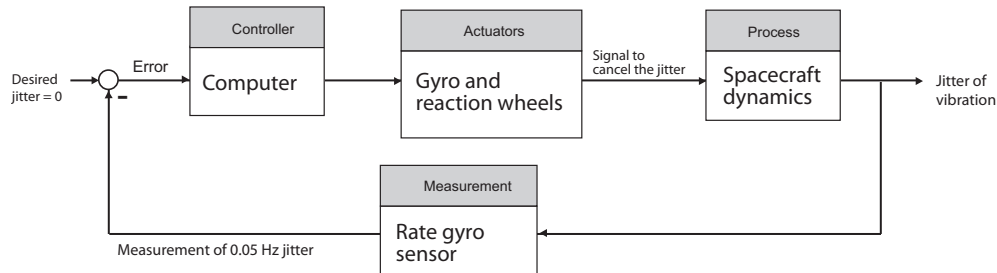 Controller
Actuators
Process
Desired
jitter = 0
Error
Computer
Gyro and
reaction wheels
Signal to
cancel the jitter
Spacecraft
dynamics
Jitter of
vibration
-
Measurement
Rate gyro
sensor
Measurement of 0.05 Hz jitter